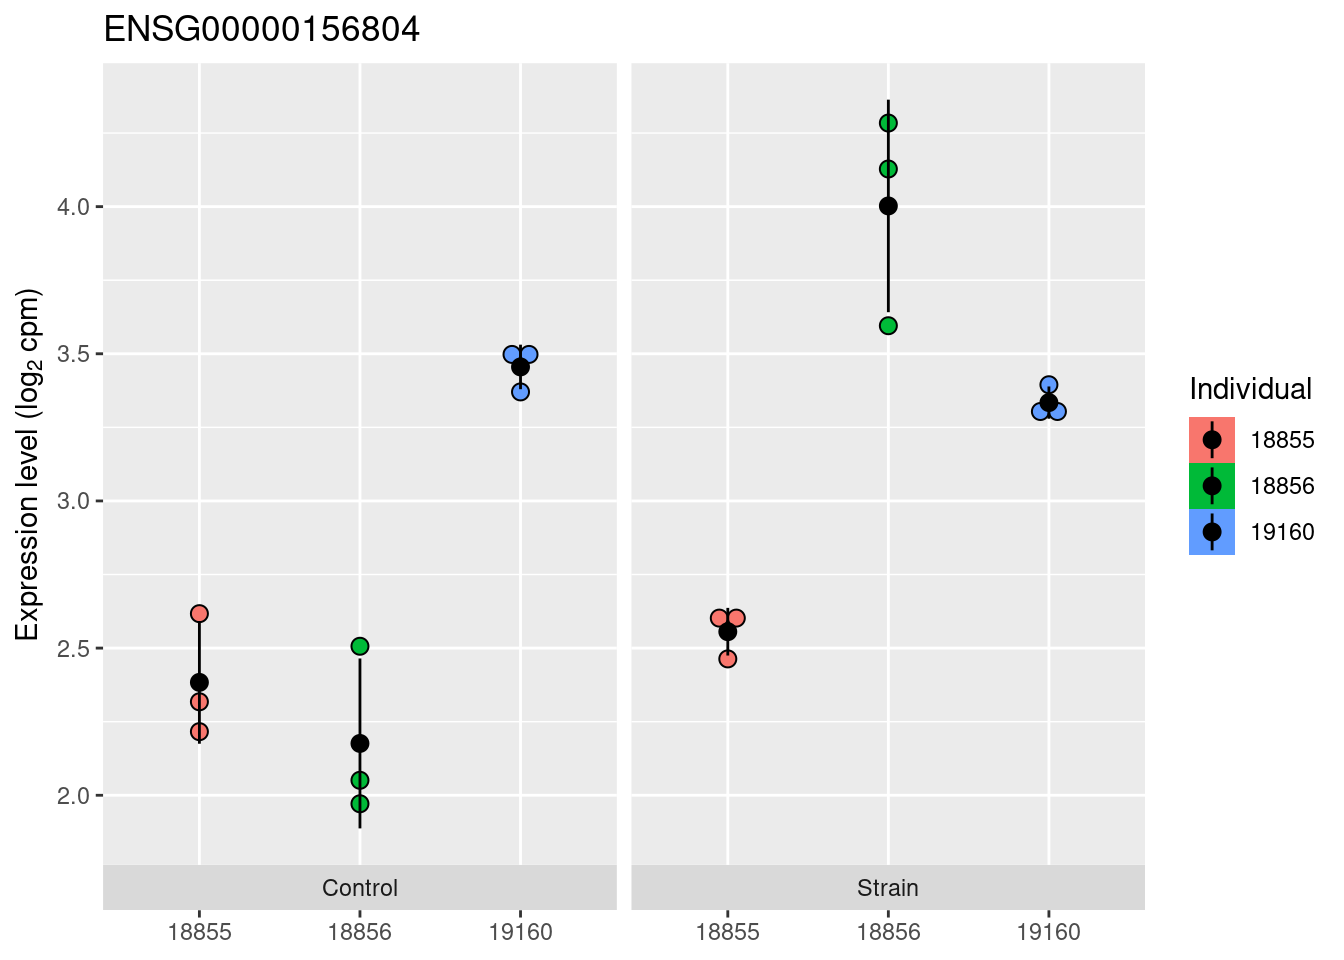 ENSG00000156804
Expression level (log₂ cpm)
4.0
3.5
3.0
2.5
2.0
Control
Strain
18855
18856
19160
18855
18856
19160
Individual
18855
18856
19160